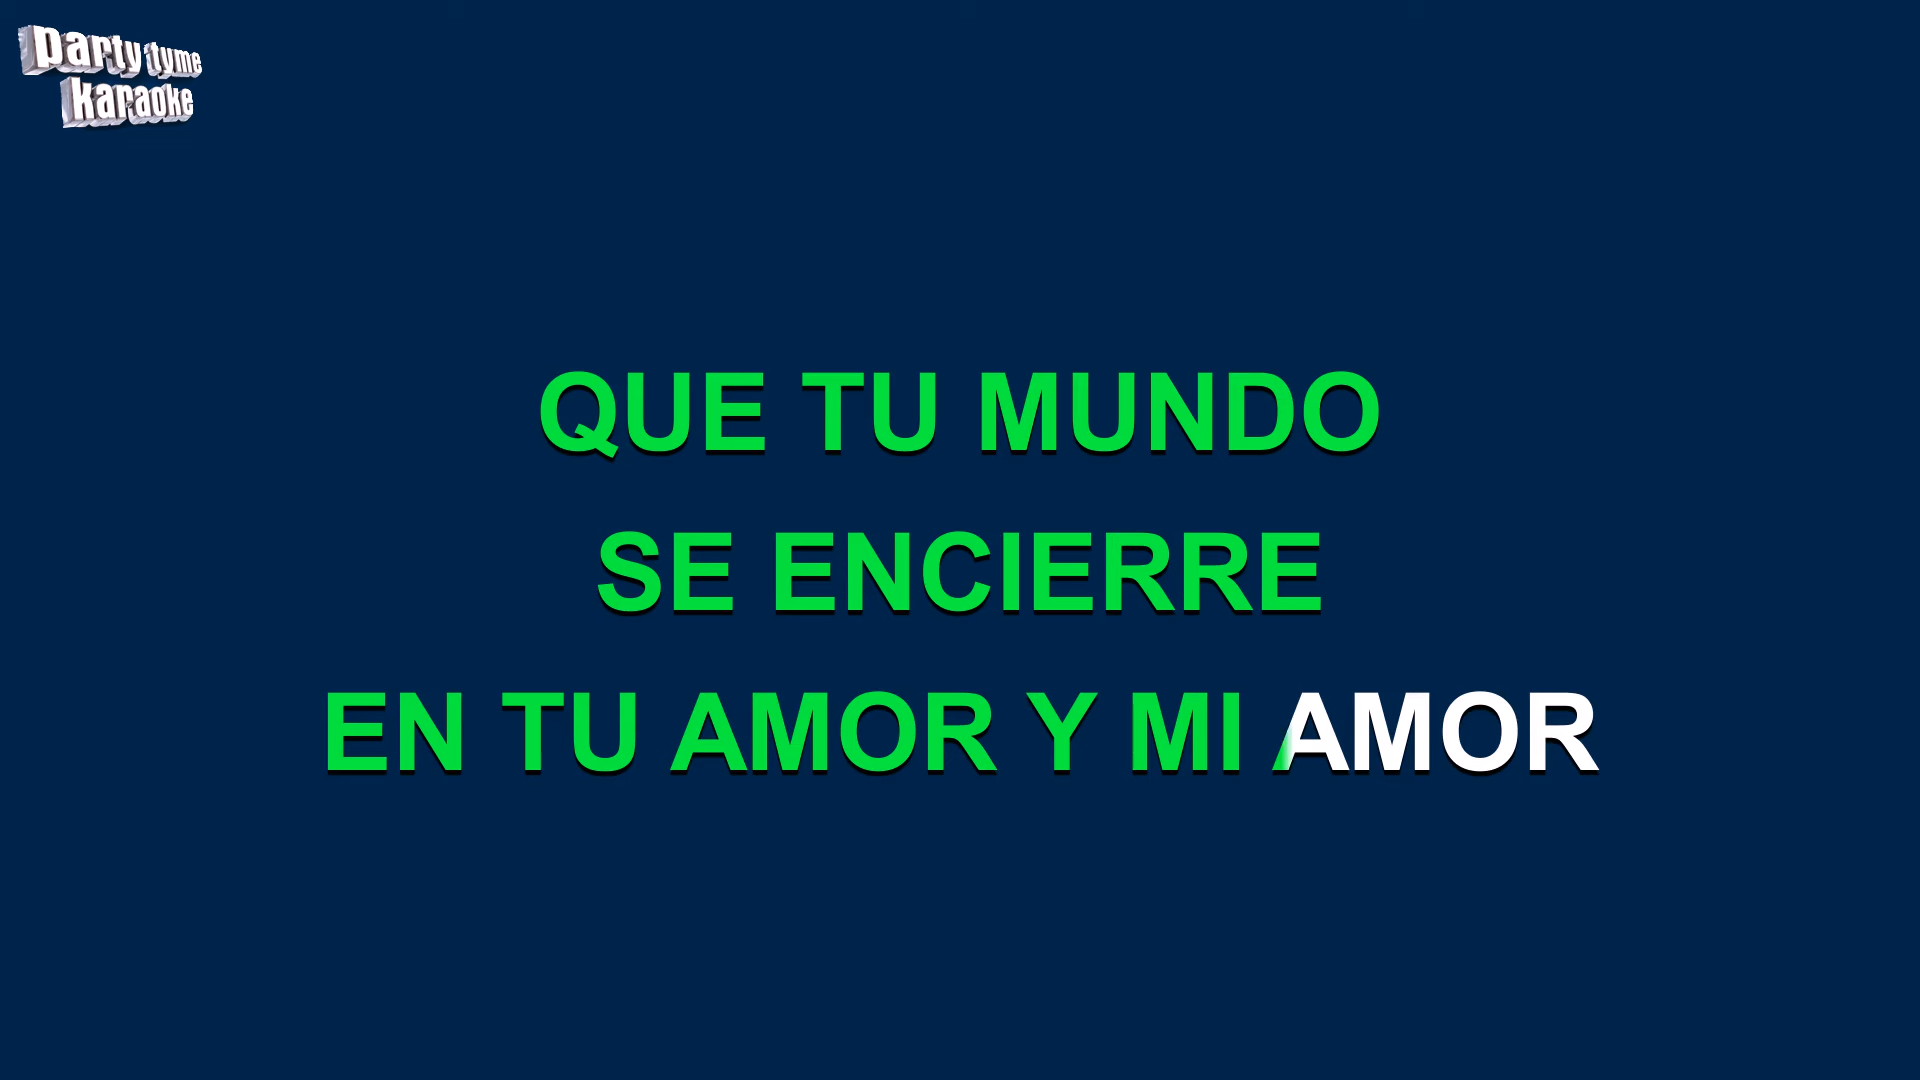 party tyme
karaoke
QUE TU MUNDO
SE ENCIERRE
EN TU AMOR Y MI AMOR